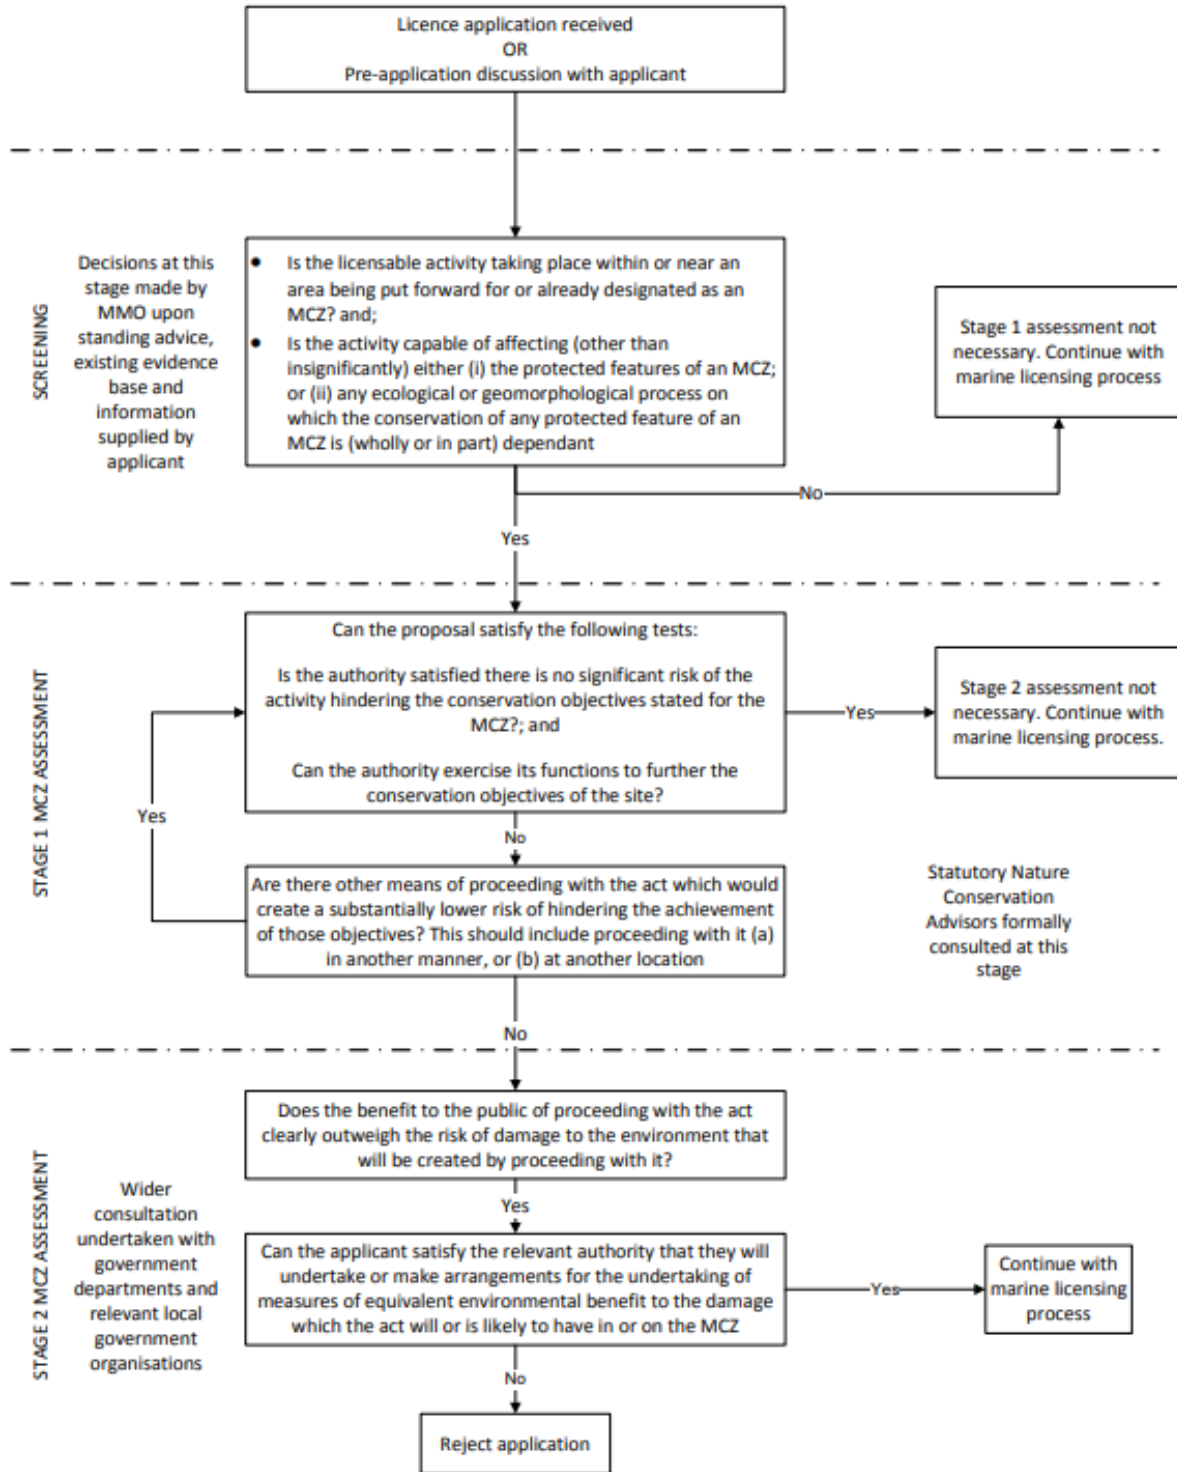 Licence application received
OR
Pre-application discussion with applicant
SCREENING
Decisions at this
stage made by
MMO upon
standing advice,
existing evidence
base and
information
supplied by
applicant
● Is the licensable activity taking place within or near an
area being put forward for or already designated as an
MCZ? and;
● Is the activity capable of affecting (other than
insignificantly) either (i) the protected features of an MCZ;
or (ii) any ecological or geomorphological process on
which the conservation of any protected feature of an
MCZ is (wholly or in part) dependant
Stage 1 assessment not
necessary. Continue with
marine licensing process
No
Yes
STAGE 1 MCZ ASSESSMENT
Can the proposal satisfy the following tests:
Is the authority satisfied there is no significant risk of the
activity hindering the conservation objectives stated for the
MCZ?; and
Can the authority exercise its functions to further the
conservation objectives of the site?
Yes
Stage 2 assessment not
necessary. Continue with
marine licensing process.
Yes
No
Are there other means of proceeding with the act which would
create a substantially lower risk of hindering the achievement
of those objectives? This should include proceeding with it (a)
in another manner, or (b) at another location
Statutory Nature
Conservation
Advisors formally
consulted at this
stage
No
STAGE 2 MCZ ASSESSMENT
Wider
consultation
undertaken with
government
departments and
relevant local
government
organisations
Does the benefit to the public of proceeding with the act
clearly outweigh the risk of damage to the environment that
will be created by proceeding with it?
Yes
Can the applicant satisfy the relevant authority that they will
undertake or make arrangements for the undertaking of
measures of equivalent environmental benefit to the damage
which the act will or is likely to have in or on the MCZ
Yes
Continue with
marine licensing
process
No
Reject application